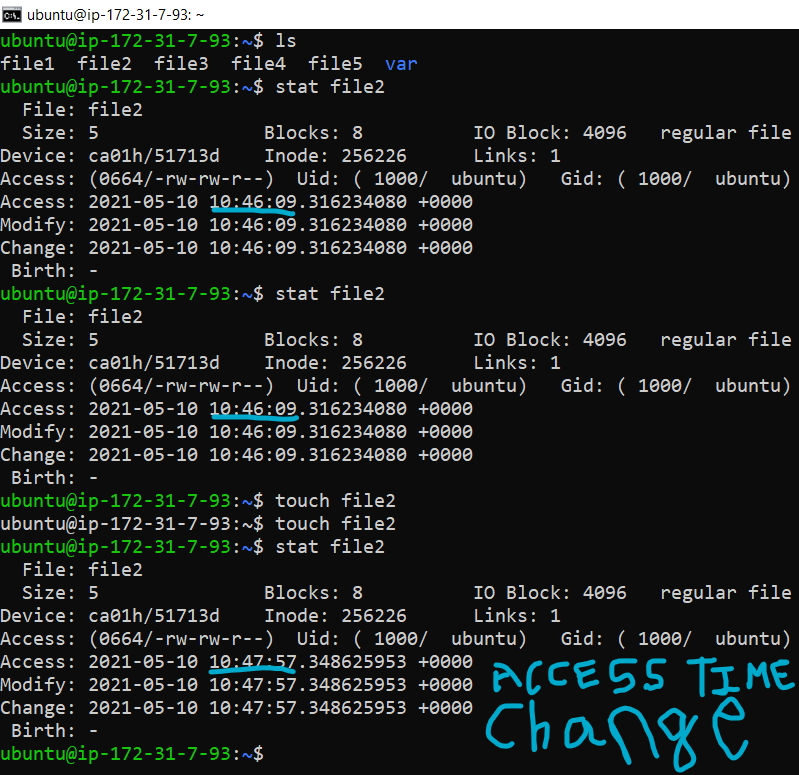 ubuntu@ip-172-31-7-93: ~
ubuntu@ip-172-31-7-93:~$ ls
file1  file2  file3  file4  file5  var
ubuntu@ip-172-31-7-93:~$ stat file2
  File: file2
  Size: 5               Blocks: 8          IO Block: 4096   regular file
Device: ca01h/51713d    Inode: 256226      Links: 1
Access: (0664/-rw-rw-r--)  Uid: ( 1000/  ubuntu)   Gid: ( 1000/  ubuntu)
Access: 2021-05-10 10:46:09.316234080 +0000
Modify: 2021-05-10 10:46:09.316234080 +0000
Change: 2021-05-10 10:46:09.316234080 +0000
 Birth: -
ubuntu@ip-172-31-7-93:~$ stat file2
  File: file2
  Size: 5               Blocks: 8          IO Block: 4096   regular file
Device: ca01h/51713d    Inode: 256226      Links: 1
Access: (0664/-rw-rw-r--)  Uid: ( 1000/  ubuntu)   Gid: ( 1000/  ubuntu)
Access: 2021-05-10 10:46:09.316234080 +0000
Modify: 2021-05-10 10:46:09.316234080 +0000
Change: 2021-05-10 10:46:09.316234080 +0000
 Birth: -
ubuntu@ip-172-31-7-93:~$ touch file2
ubuntu@ip-172-31-7-93:~$ touch file2
ubuntu@ip-172-31-7-93:~$ stat file2
  File: file2
  Size: 5               Blocks: 8          IO Block: 4096   regular file
Device: ca01h/51713d    Inode: 256226      Links: 1
Access: (0664/-rw-rw-r--)  Uid: ( 1000/  ubuntu)   Gid: ( 1000/  ubuntu)
Access: 2021-05-10 10:47:57.348625953 +0000
Modify: 2021-05-10 10:47:57.348625953 +0000
Change: 2021-05-10 10:47:57.348625953 +0000
 Birth: -
ubuntu@ip-172-31-7-93:~$
ACCESS TIME
Change